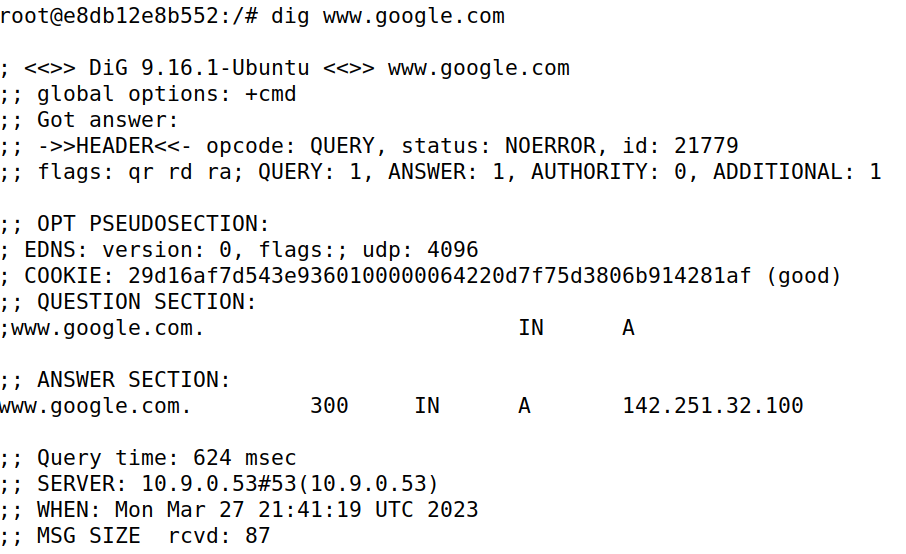 root@e8db12e8b552:/# dig www.google.com
; <<>> DiG 9.16.1-Ubuntu <<>> www.google.com
;; global options: +cmd
;; Got answer:
;; ->>HEADER<<- opcode: QUERY, status: NOERROR, id: 21779
;; flags: qr rd ra; QUERY: 1, ANSWER: 1, AUTHORITY: 0, ADDITIONAL: 1
;; OPT PSEUDOSECTION:
; EDNS: version: 0, flags:; udp: 4096
; COOKIE: 29d16af7d543e9360100000064220d7f75d3806b914281af (good)
;; QUESTION SECTION:
;www.google.com. IN A
;; ANSWER SECTION:
www.google.com. 300 IN A 142.251.32.100
;; Query time: 624 msec
;; SERVER: 10.9.0.53#53(10.9.0.53)
;; WHEN: Mon Mar 27 21:41:19 UTC 2023
;; MSG SIZE  rcvd: 87